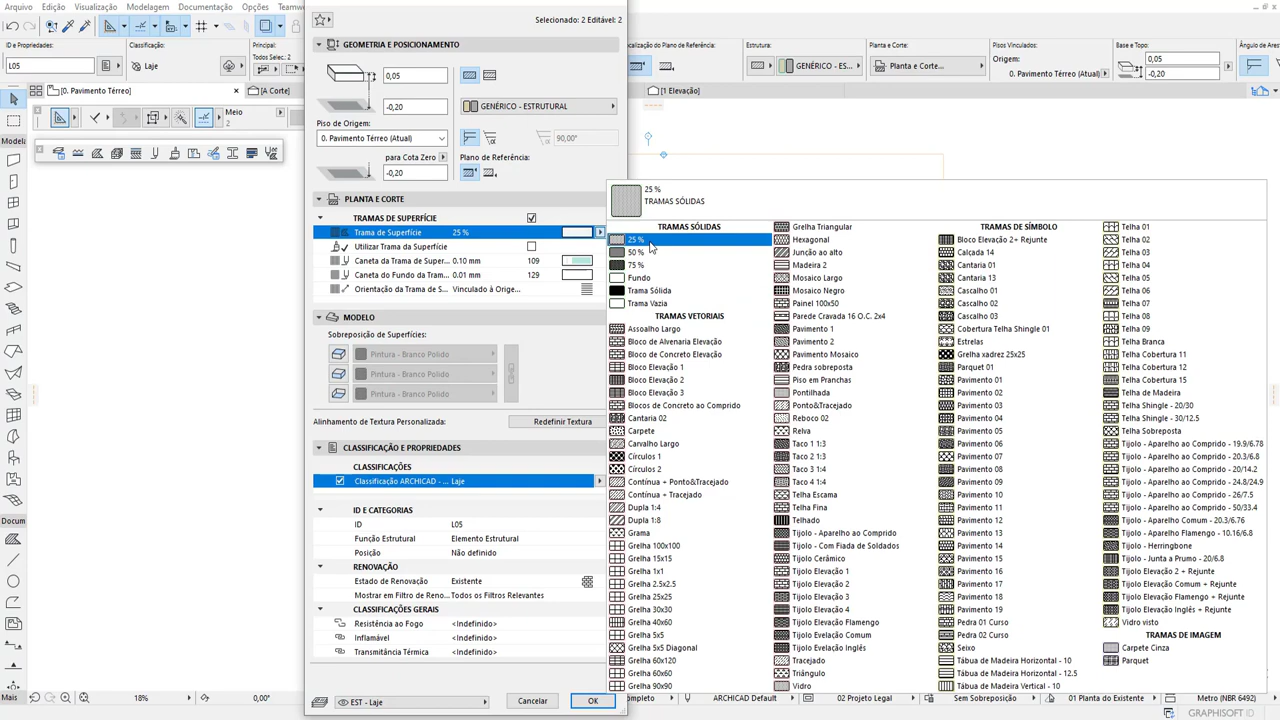 Arquivo Edição Visualização Modelagem Documentação Opções Teamw
ID e Propriedades:
L05
Classificação:
Laje
Principal:
Todos Selec.: 2
[0. Pavimento Térreo]
[A Corte]
[1 Elevação]
Meio
2
Model
Docum
Mais
Selecionado: 2 Editável: 2
GEOMETRIA E POSICIONAMENTO
0,05
-0,20
GENÉRICO - ESTRUTURAL
Piso de Origem:
0. Pavimento Térreo (Atual)
90,00°
para Cota Zero
Plano de Referência:
-0,20
PLANTA E CORTE
TRAMAS DE SUPERFÍCIE
Trama de Superfície 25 %
Utilizar Trama da Superfície
Caneta da Trama de Super... 0.10 mm 109
Caneta do Fundo da Tram... 0.01 mm 129
Orientação da Trama de S... Vinculado à Orige...
MODELO
Sobreposição de Superfícies:
Pintura - Branco Polido
Pintura - Branco Polido
Pintura - Branco Polido
Alinhamento de Textura Personalizada: Redefinir Textura
CLASSIFICAÇÃO E PROPRIEDADES
CLASSIFICAÇÕES
Classificação ARCHICAD - ... Laje
ID E CATEGORIAS
ID L05
Função Estrutural Elemento Estrutural
Posição Não definido
RENOVAÇÃO
Estado de Renovação Existente
Mostrar em Filtro de Reno... Todos os Filtros Relevantes
CLASSIFICAÇÕES GERAIS
Resistência ao Fogo <Indefinido>
Inflamável <Indefinido>
Transmitância Térmica <Indefinido>
EST - Laje
Cancelar
OK
calização do Plano de Referência:
Estrutura:
GENÉRICO - ES...
Planta e Corte:
Planta e Corte...
Pisos Vinculados:
Origem:
0. Pavimento Térreo (Atual)
Base e Topo:
0,05
-0,20
Ângulo de Ares
25 %
TRAMAS SÓLIDAS
TRAMAS SÓLIDAS
25 %
50 %
75 %
Fundo
Trama Sólida
Trama Vazia
TRAMAS VETORIAIS
Assoalho Largo
Bloco de Alvenaria Elevação
Bloco de Concreto Elevação
Bloco Elevação 1
Bloco Elevação 2
Bloco Elevação 3
Blocos de Concreto ao Comprido
Cantaria 02
Carpete
Carvalho Largo
Círculos 1
Círculos 2
Contínua + Ponto&Tracejado
Contínua + Tracejado
Dupla 1:4
Dupla 1:8
Grama
Grelha 100x100
Grelha 15x15
Grelha 1x1
Grelha 2.5x2.5
Grelha 25x25
Grelha 30x30
Grelha 40x60
Grelha 5x5
Grelha 5x5 Diagonal
Grelha 60x120
Grelha 60x60
Grelha 90x90
Grelha Triangular
Hexagonal
Junção ao alto
Madeira 2
Mosaico Largo
Mosaico Negro
Painel 100x50
Parede Cravada 16 O.C. 2x4
Pavimento 1
Pavimento 2
Pavimento Mosaico
Pedra sobreposta
Piso em Pranchas
Pontilhada
Ponto&Tracejado
Reboco 02
Relva
Taco 1 1:3
Taco 2 1:3
Taco 3 1:4
Taco 4 1:4
Telha Escama
Telha Fina
Telhado
Tijolo - Aparelho ao Comprido
Tijolo - Com Fiada de Soldados
Tijolo Cerâmico
Tijolo Elevação 1
Tijolo Elevação 2
Tijolo Elevação 3
Tijolo Elevação 4
Tijolo Elevação Flamengo
Tijolo Evelação Comum
Tijolo Evelação Inglês
Tracejado
Triângulo
Vidro
TRAMAS DE SÍMBOLO
Bloco Elevação 2+ Rejunte
Calçada 14
Cantaria 01
Cantaria 13
Cascalho 01
Cascalho 02
Cascalho 03
Cobertura Telha Shingle 01
Estrelas
Grelha xadrez 25x25
Parquet 01
Pavimento 01
Pavimento 02
Pavimento 03
Pavimento 04
Pavimento 05
Pavimento 06
Pavimento 07
Pavimento 08
Pavimento 09
Pavimento 10
Pavimento 11
Pavimento 12
Pavimento 13
Pavimento 14
Pavimento 15
Pavimento 16
Pavimento 17
Pavimento 18
Pavimento 19
Pedra 01 Curso
Pedra 02 Curso
Seixo
Tábua de Madeira Horizontal - 10
Tábua de Madeira Horizontal - 12.5
Tábua de Madeira Vertical - 10
Telha 01
Telha 02
Telha 03
Telha 04
Telha 05
Telha 06
Telha 07
Telha 08
Telha 09
Telha Branca
Telha Cobertura 11
Telha Cobertura 12
Telha Cobertura 15
Telha de Madeira
Telha Shingle - 20/30
Telha Shingle - 30/12.5
Telha Sobreposta
Tijolo - Aparelho ao Comprido - 19.9/6.78
Tijolo - Aparelho ao Comprido - 20.3/6.8
Tijolo - Aparelho ao Comprido - 20/14.2
Tijolo - Aparelho ao Comprido - 24.8/24.9
Tijolo - Aparelho ao Comprido - 26/7.5
Tijolo - Aparelho ao Comprido - 50/33.4
Tijolo - Aparelho Comum - 20.3/6.76
Tijolo - Aparelho Flamengo - 10.16/6.8
Tijolo - Herringbone
Tijolo - Junta a Prumo - 20/6.8
Tijolo Elevação 2 + Rejunte
Tijolo Elevação Comum + Rejunte
Tijolo Elevação Flamengo + Rejunte
Tijolo Elevação Inglês + Rejunte
Vidro visto
TRAMAS DE IMAGEM
Carpete Cinza
Parquet
18%
0,00°
ompleto
ARCHICAD Default
02 Projeto Legal
Sem Sobreposição
01 Planta do Existente
Metro (NBR 6492)
GRAPHISOFT ID